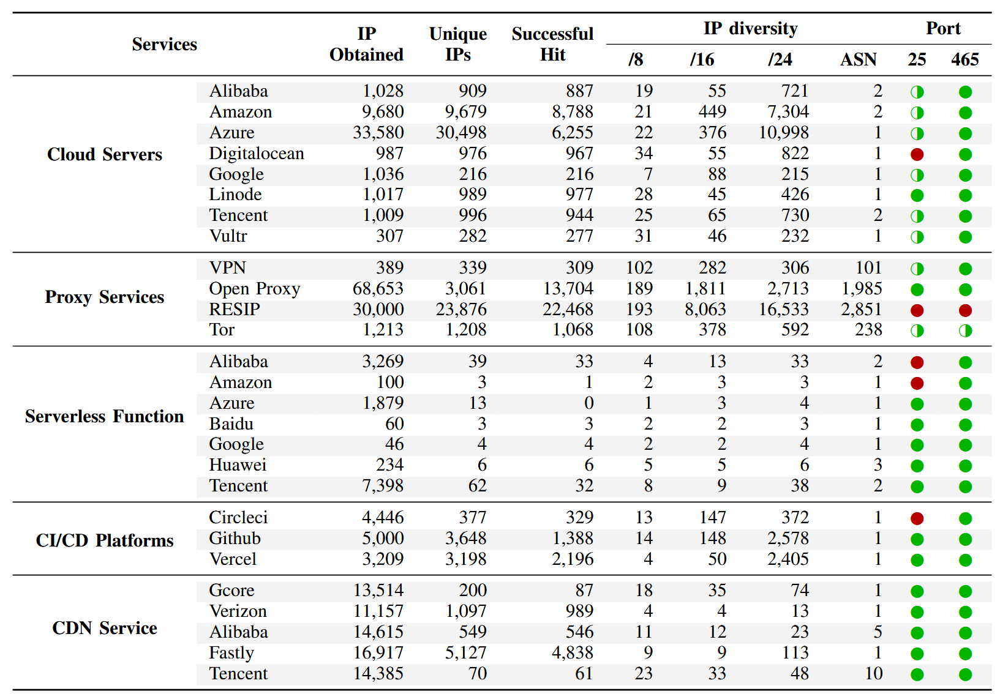 Services IP Obtained Unique IPs Successful Hit IP diversity Port
/8 /16 /24 ASN 25 465
Cloud Servers
Alibaba 1,028 909 887 19 55 721 2
Amazon 9,680 9,679 8,788 21 449 7,304 2
Azure 33,580 30,498 6,255 22 376 10,998 1
Digitalocean 987 976 967 34 55 822 1
Google 1,036 216 216 7 88 215 1
Linode 1,017 989 977 28 45 426 1
Tencent 1,009 996 944 25 65 730 2
Vultr 307 282 277 31 46 232 1
Proxy Services
VPN 389 339 309 102 282 306 101
Open Proxy 68,653 3,061 13,704 189 1,811 2,713 1,985
RESIP 30,000 23,876 22,468 193 8,063 16,533 2,851
Tor 1,213 1,208 1,068 108 378 592 238
Serverless Function
Alibaba 3,269 39 33 4 13 33 2
Amazon 100 3 1 2 3 3 1
Azure 1,879 13 0 1 3 4 1
Baidu 60 3 3 2 2 3 1
Google 46 4 4 2 2 4 1
Huawei 234 6 6 5 5 6 3
Tencent 7,398 62 32 8 9 38 2
CI/CD Platforms
Circleci 4,446 377 329 13 147 372 1
Github 5,000 3,648 1,388 14 148 2,578 1
Vercel 3,209 3,198 2,196 4 50 2,405 1
CDN Service
Gcore 13,514 200 87 18 35 74 1
Verizon 11,157 1,097 989 4 4 13 1
Alibaba 14,615 549 546 11 12 23 5
Fastly 16,917 5,127 4,838 9 9 113 1
Tencent 14,385 70 61 23 33 48 10